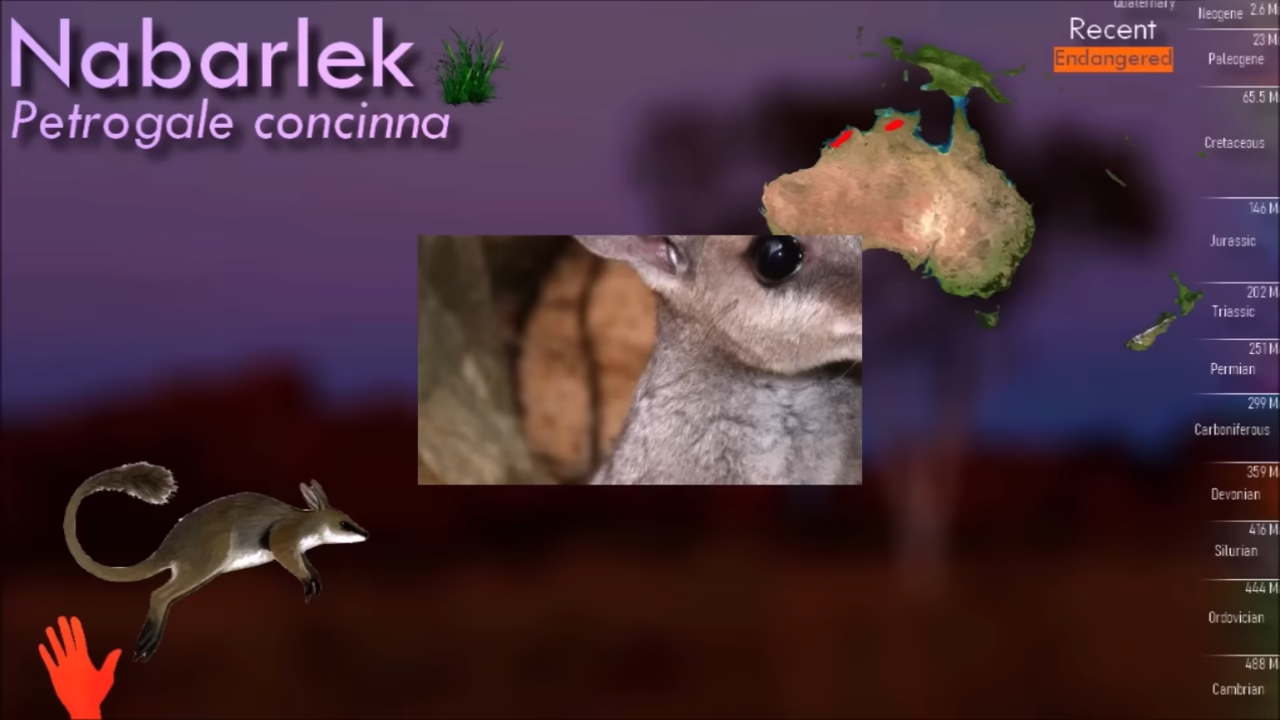 Nabarlek
Petrogale concinna
Recent
Endangered
Quaternary
2.6 M
Neogene
23 M
Paleogene
65.5 M
Cretaceous
146 M
Jurassic
202 M
Triassic
251 M
Permian
299 M
Carboniferous
359 M
Devonian
416 M
Silurian
444 M
Ordovician
488 M
Cambrian